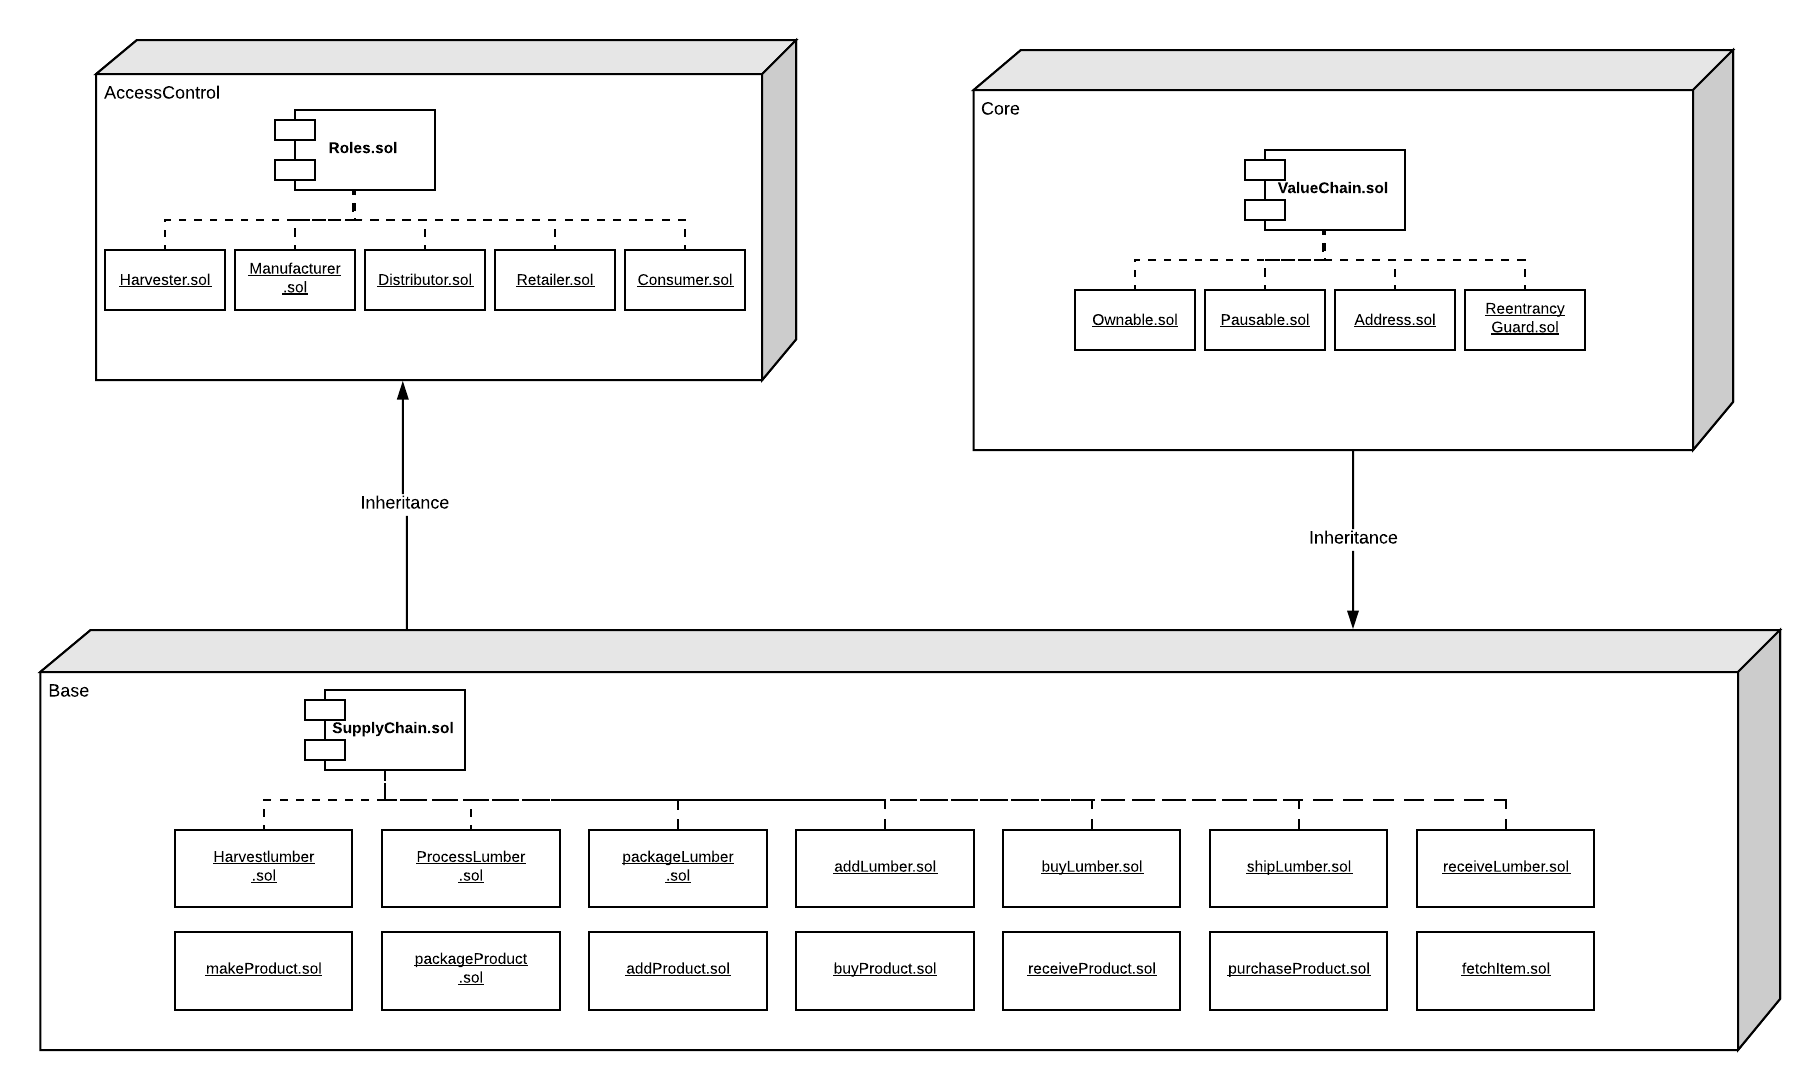 AccessControl
Roles.sol
Harvester.sol
Manufacturer
.sol
Distributor.sol
Retailer.sol
Consumer.sol
Core
ValueChain.sol
Ownable.sol
Pausable.sol
Address.sol
Reentrancy
Guard.sol
Inheritance
Inheritance
Base
SupplyChain.sol
Harvestlumber
.sol
ProcessLumber
.sol
packageLumber
.sol
addLumber.sol
buyLumber.sol
shipLumber.sol
receiveLumber.sol
makeProduct.sol
packageProduct
.sol
addProduct.sol
buyProduct.sol
receiveProduct.sol
purchaseProduct.sol
fetchItem.sol